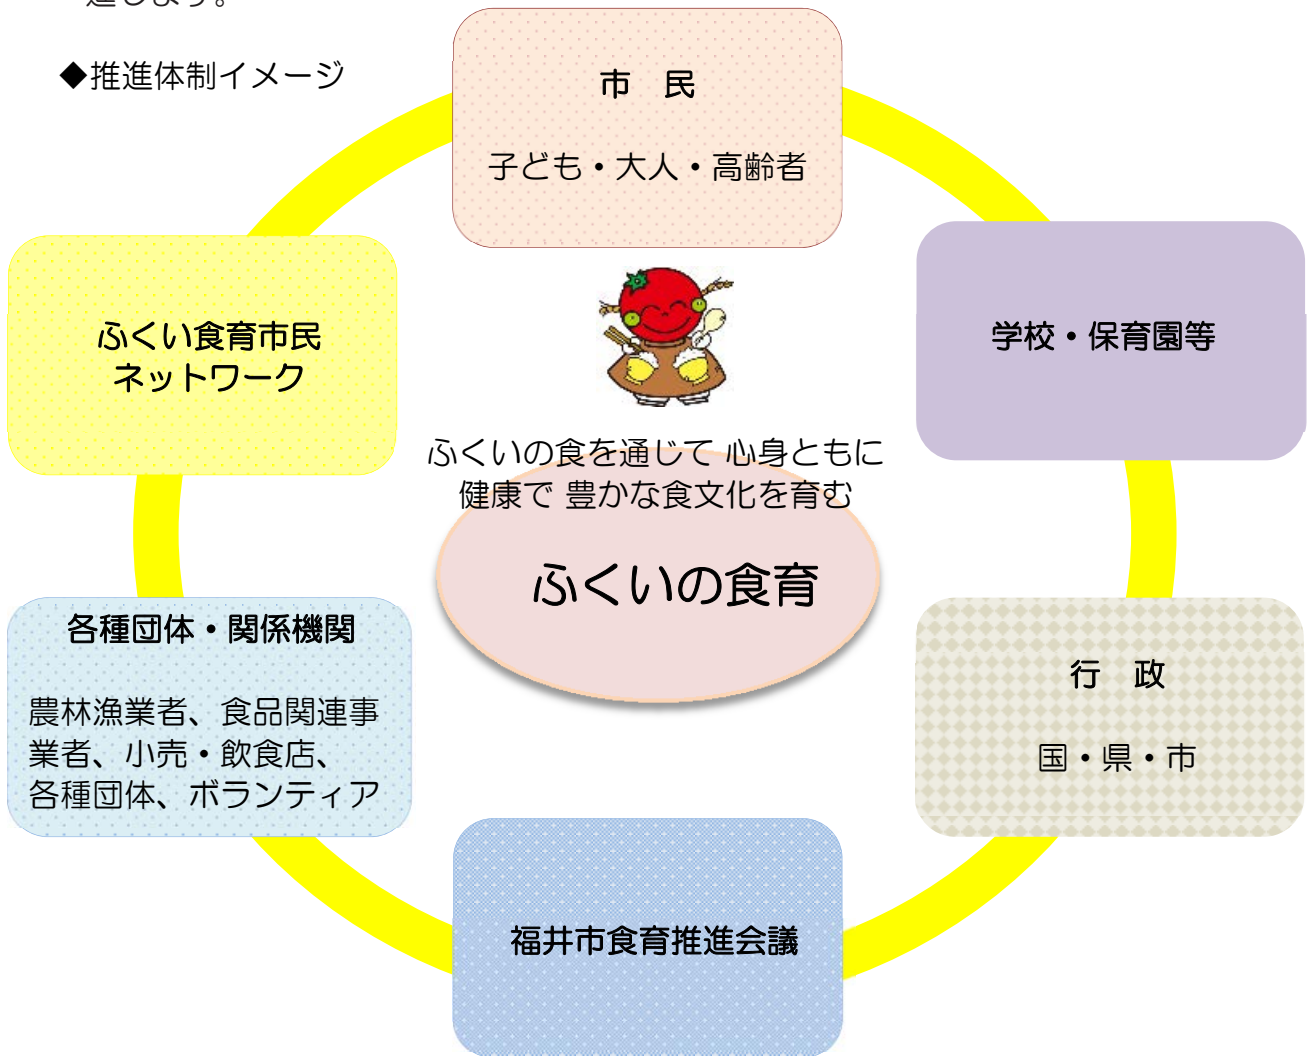 進します。
◆推進体制イメージ
市　民
子ども・大人・高齢者
ふくい食育市民
ネットワーク
学校・保育園等
ふくいの食を通じて 心身ともに
健康で 豊かな食文化を育む
ふくいの食育
各種団体・関係機関
農林漁業者、食品関連事
業者、小売・飲食店、
各種団体、ボランティア
行　政
国・県・市
福井市食育推進会議